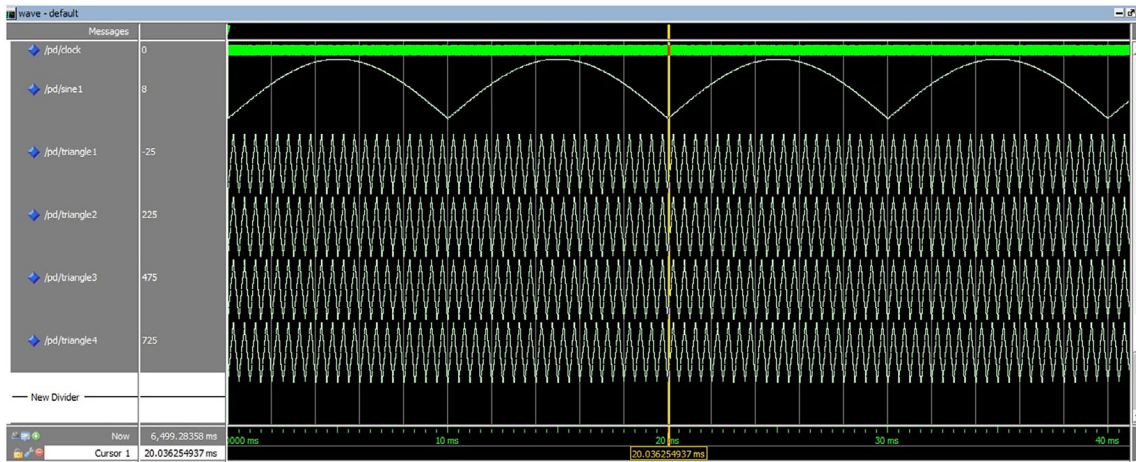 wave - default
Messages
/pd/clock 0
/pd/sine1 8
/pd/triangle1 -25
/pd/triangle2 225
/pd/triangle3 475
/pd/triangle4 725
New Divider
Now 6,499.28358 ms 0000 ms 10 ms 20 ms 30 ms 40 ms
Cursor 1 20.036254937 ms 20.036254937 ms